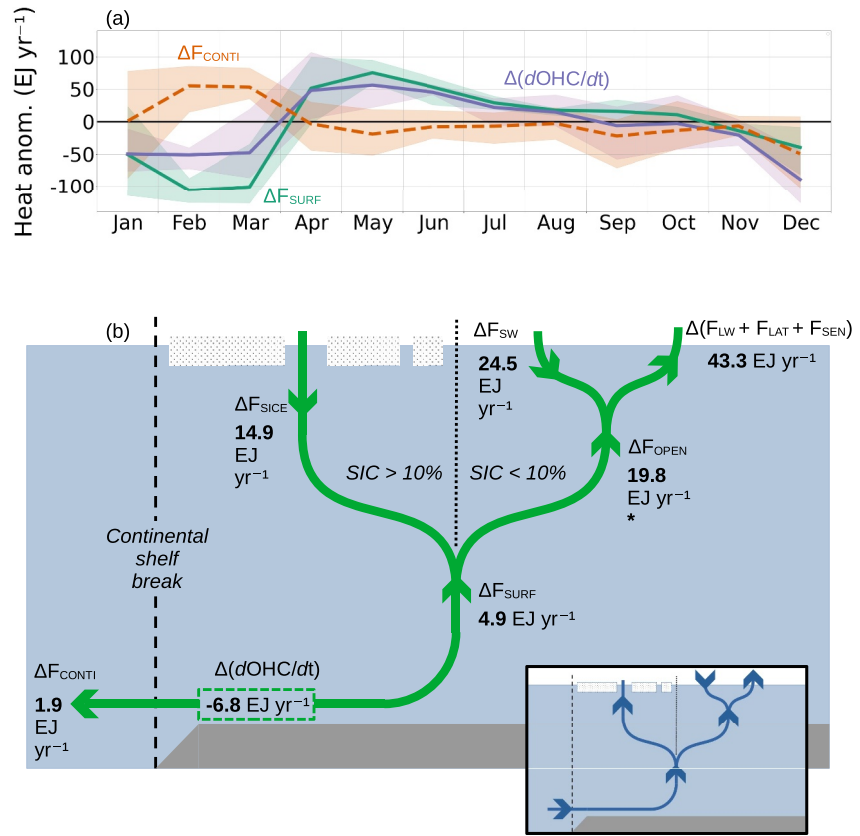 (a)
Heat anom. (EJ yr⁻¹)
100
50
0
-50
-100
ΔF_CONTI
Δ(dOHC/dt)
ΔF_SURF
Jan Feb Mar Apr May Jun Jul Aug Sep Oct Nov Dec
(b)
ΔF_SW
24.5
EJ
yr⁻¹
Δ(F_LW + F_LAT + F_SEN)
43.3 EJ yr⁻¹
ΔF_SICE
14.9
EJ
yr⁻¹
SIC > 10%
SIC < 10%
ΔF_OPEN
19.8
EJ yr⁻¹
*
Continental
shelf
break
ΔF_SURF
4.9 EJ yr⁻¹
ΔF_CONTI
1.9
EJ
yr⁻¹
Δ(dOHC/dt)
-6.8 EJ yr⁻¹